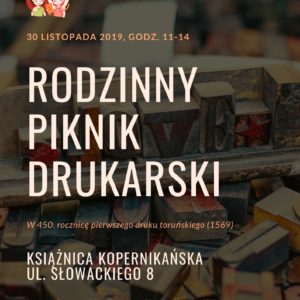 30 LISTOPADA 2019, GODZ. 11-14
RODZINNY
PIKNIK
DRUKARSKI
W 450. rocznicę pierwszego druku toruńskiego (1569)
KSIĄŻNICA KOPERNIKAŃSKA
UL. SŁOWACKIEGO 8